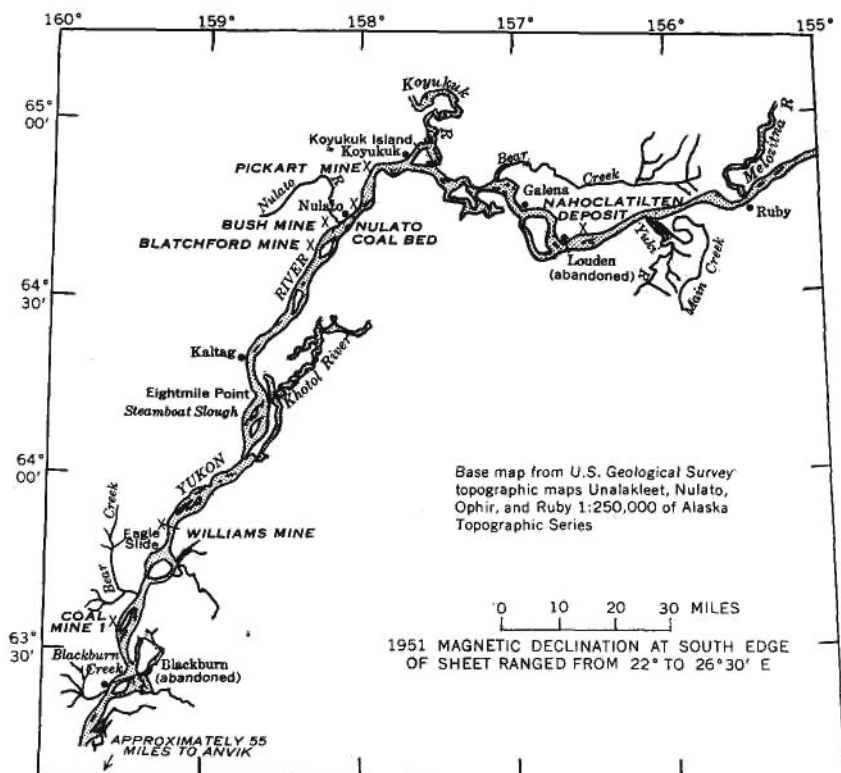 160° 159° 158° 157° 156° 155°
65°
00'
Koyukuk
R
Koyukuk Island
Koyukuk
PICKART MINE
Bear
Creek
Melozitna R
Nulato
R
Galena
Nulato
NAHOCLATILTEN
DEPOSIT
Ruby
BUSH MINE
NULATO
COAL BED
BLATCHFORD MINE
Yuki
R
Louden
(abandoned)
Main Creek
RIVER
64°
30'
Kaltag
Khotol River
Eightmile Point
Steamboat Slough
64°
00'
YUKON
Base map from U.S. Geological Survey
topographic maps Unalakleet, Nulato,
Ophir, and Ruby 1:250,000 of Alaska
Topographic Series
Creek
Bear
Eagle
Slide
WILLIAMS MINE
COAL
MINE 1
0 10 20 30 MILES
63°
30'
1951 MAGNETIC DECLINATION AT SOUTH EDGE
OF SHEET RANGED FROM 22° TO 26°30' E
Blackburn
Creek
Blackburn
(abandoned)
APPROXIMATELY 55
MILES TO ANVIK
160° 159° 158° 157° 156°